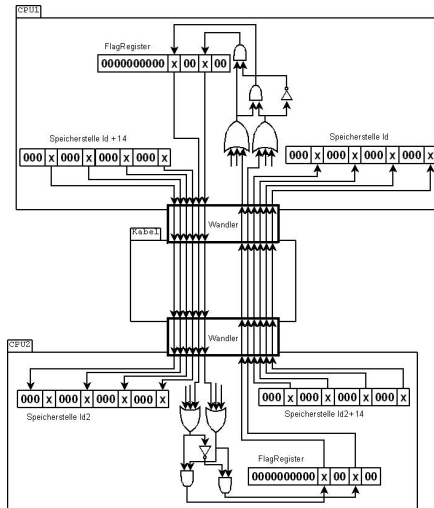 CPU1
FlagRegister
0000000000 x 00 x 00
Speicherstelle Id +14
Speicherstelle Id
000 x 000 x 000 x 000 x
000 x 000 x 000 x 000 x
Wandler
Kabel
Wandler
CPU2
000 x 000 x 000 x 000 x
000 x 000 x 000 x 000 x
Speicherstelle Id2
Speicherstelle Id2+14
FlagRegister
0000000000 x 00 x 00